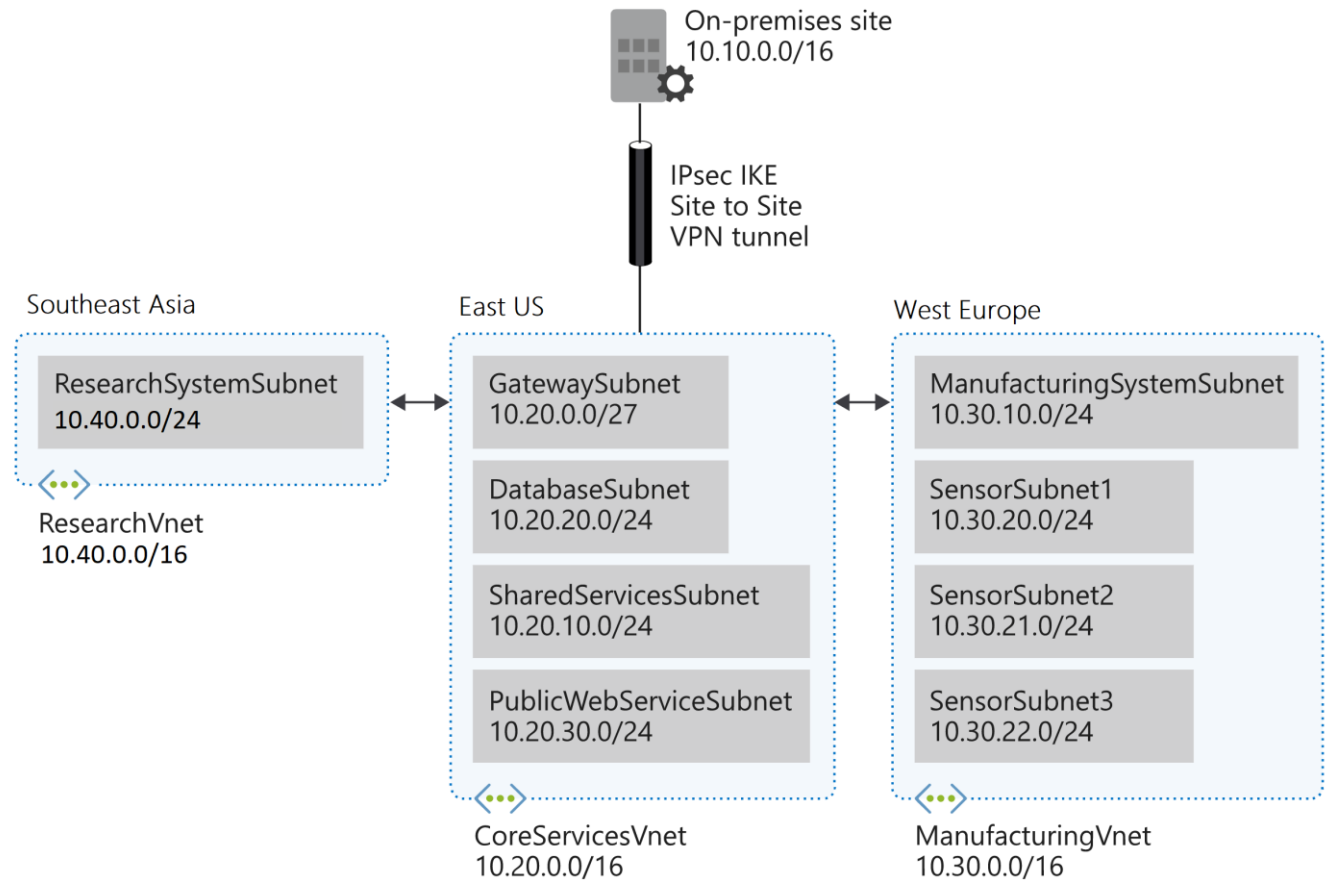 On-premises site
10.10.0.0/16
IPsec IKE
Site to Site
VPN tunnel
Southeast Asia
ResearchSystemSubnet
10.40.0.0/24
ResearchVnet
10.40.0.0/16
East US
GatewaySubnet
10.20.0.0/27
DatabaseSubnet
10.20.20.0/24
SharedServicesSubnet
10.20.10.0/24
PublicWebServiceSubnet
10.20.30.0/24
CoreServicesVnet
10.20.0.0/16
West Europe
ManufacturingSystemSubnet
10.30.10.0/24
SensorSubnet1
10.30.20.0/24
SensorSubnet2
10.30.21.0/24
SensorSubnet3
10.30.22.0/24
ManufacturingVnet
10.30.0.0/16